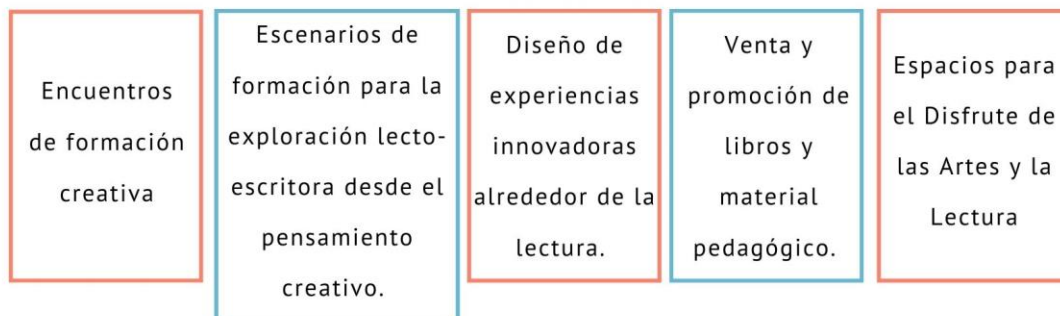 Encuentros
de formación
creativa
Escenarios de
formación para la
exploración lecto-
escritora desde el
pensamiento
creativo.
Diseño de
experiencias
innovadoras
alrededor de la
lectura.
Venta y
promoción de
libros y
material
pedagógico.
Espacios para
el Disfrute de
las Artes y la
Lectura